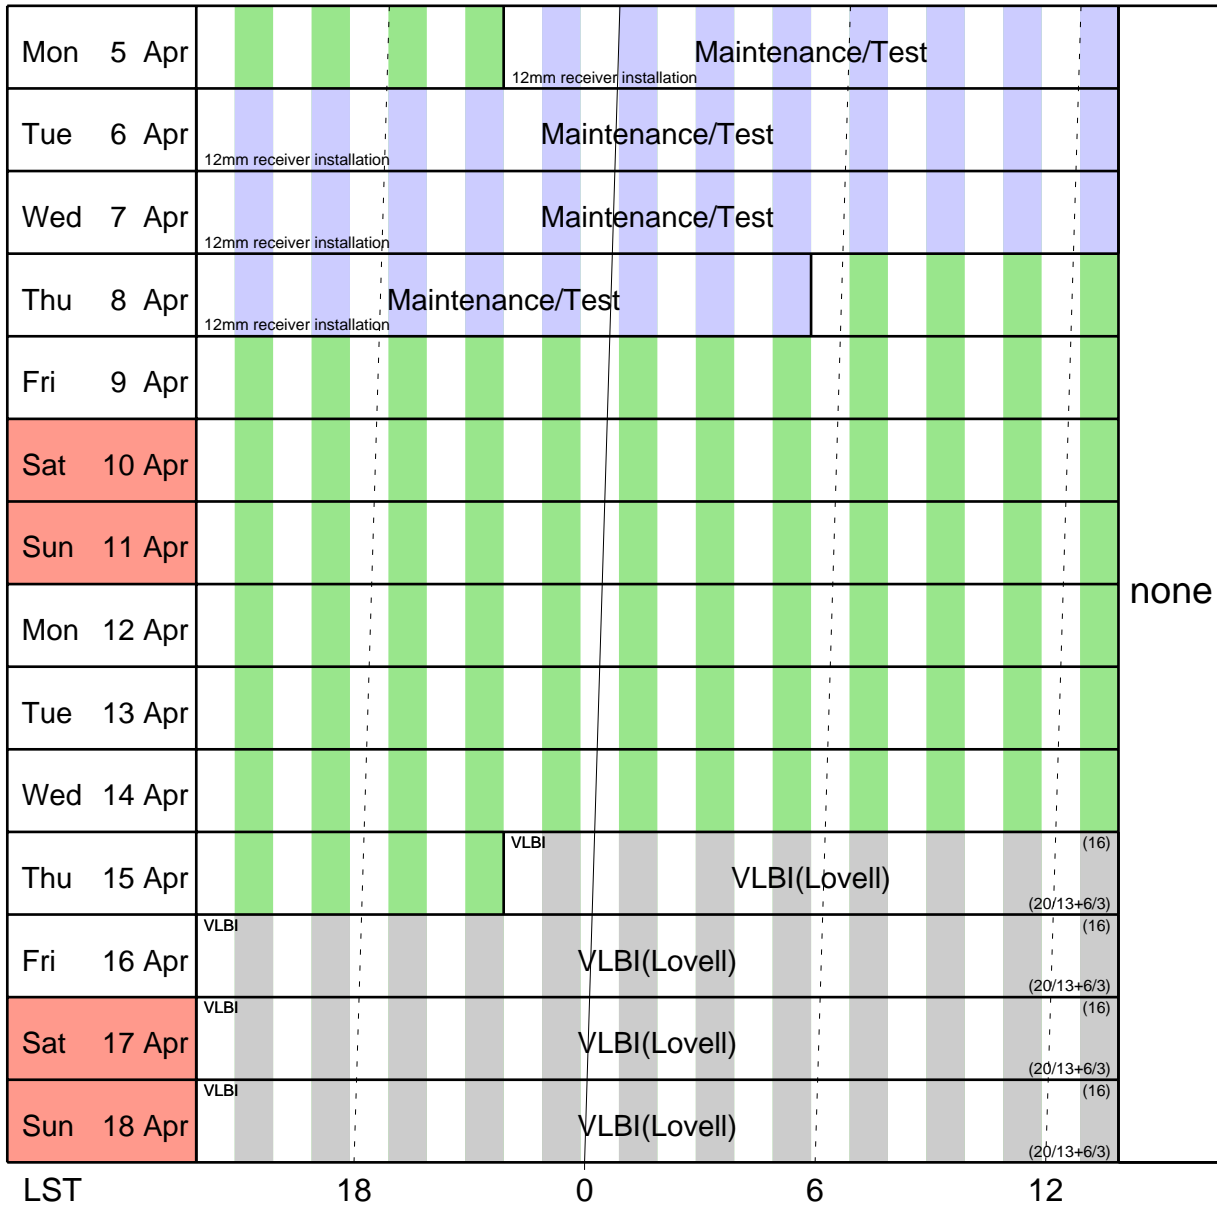 Mon 5 Apr Maintenance/Test
12mm receiver installation
Tue 6 Apr Maintenance/Test
12mm receiver installation
Wed 7 Apr Maintenance/Test
12mm receiver installation
Thu 8 Apr Maintenance/Test
12mm receiver installation
Fri 9 Apr
Sat 10 Apr
Sun 11 Apr
none
Mon 12 Apr
Tue 13 Apr
Wed 14 Apr
VLBI (16)
Thu 15 Apr VLBI(Lovell)
(20/13+6/3)
VLBI (16)
Fri 16 Apr VLBI(Lovell)
(20/13+6/3)
VLBI (16)
Sat 17 Apr VLBI(Lovell)
(20/13+6/3)
VLBI (16)
Sun 18 Apr VLBI(Lovell)
(20/13+6/3)
LST 18 0 6 12